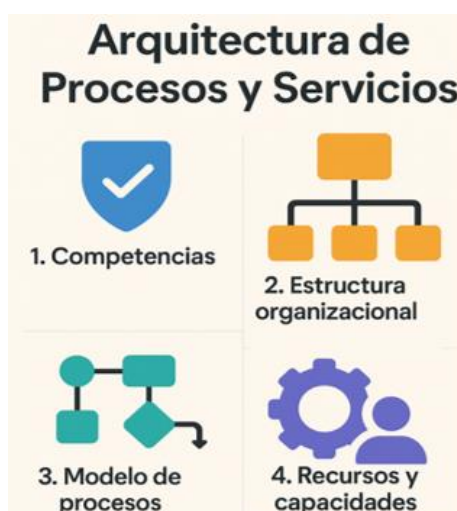 Arquitectura de
Procesos y Servicios
1. Competencias
2. Estructura
organizacional
3. Modelo de
procesos
4. Recursos y
capacidades